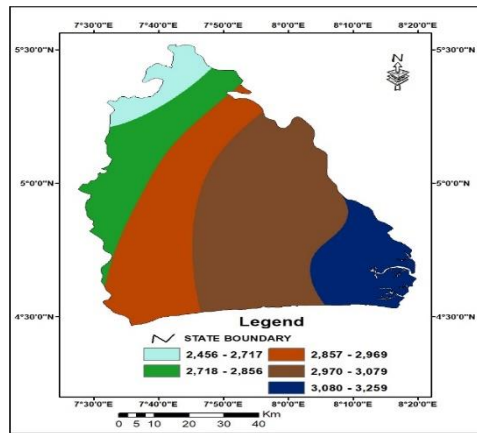 7°30'0"E 7°40'0"E 7°50'0"E 8°0'0"E 8°10'0"E 8°20'0"E
N
5°30'0"N 5°30'0"N
5°0'0"N 5°0'0"N
4°30'0"N 4°30'0"N
Legend
STATE BOUNDARY
2,456 - 2,717 2,857 - 2,969
2,718 - 2,856 2,970 - 3,079
3,080 - 3,259
7°30'0"E 7°40'0"E 7°50'0"E 8°0'0"E 8°10'0"E 8°20'0"E
Km
0 5 10 20 30 40